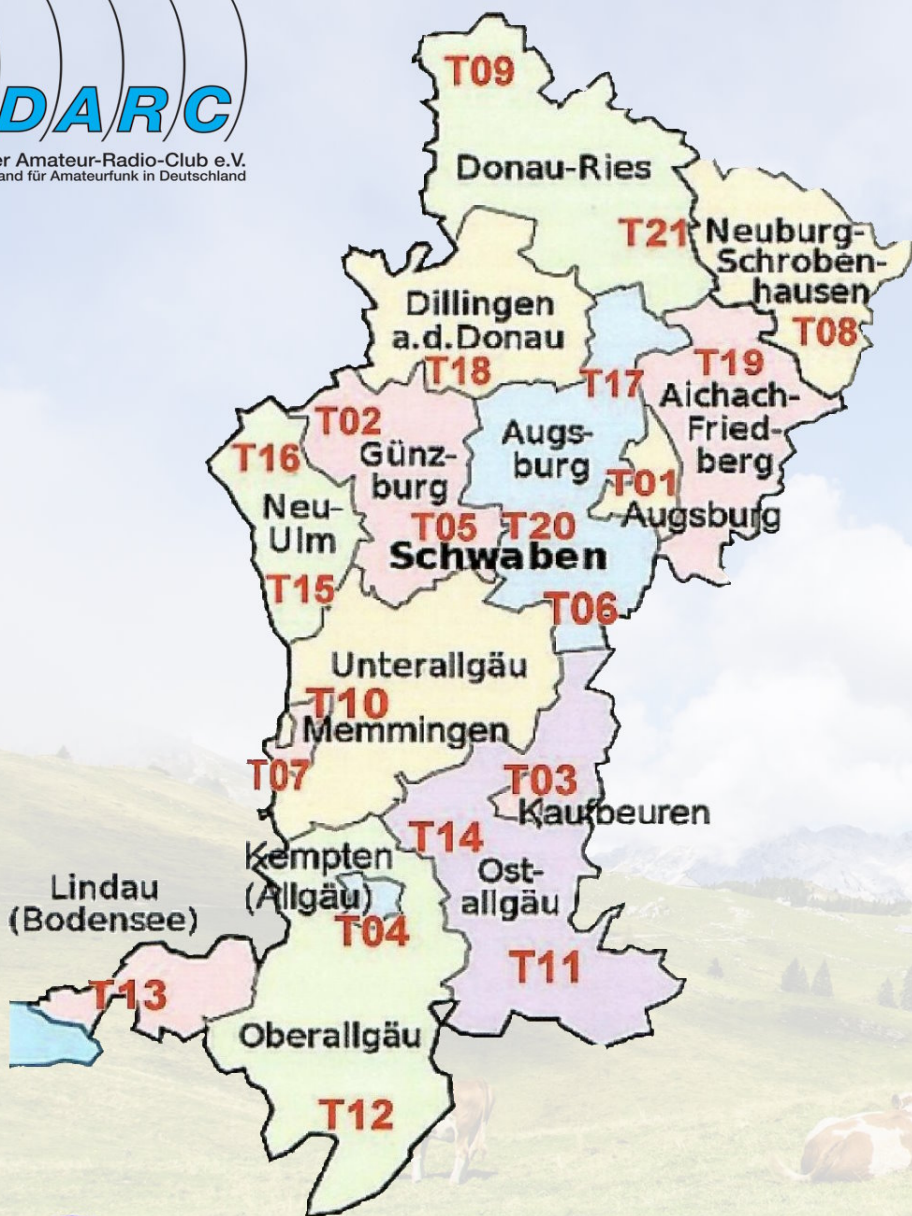 DARC
er Amateur-Radio-Club e.V.
and für Amateurfunk in Deutschland
T09
Donau-Ries
T21
Neuburg-
Schroben-
hausen
T08
Dillingen
a.d.Donau
T18
T17
T19
Aichach-
Fried-
berg
T02
Günz-
burg
T05
Augs-
burg
T01
Augsburg
T20
T16
Neu-
Ulm
T15
Schwaben
T06
Unterallgäu
T10
Memmingen
T07
T03
Kaufbeuren
T14
Ost-
allgäu
T11
Kempten
(Allgäu)
T04
Lindau
(Bodensee)
T13
Oberallgäu
T12